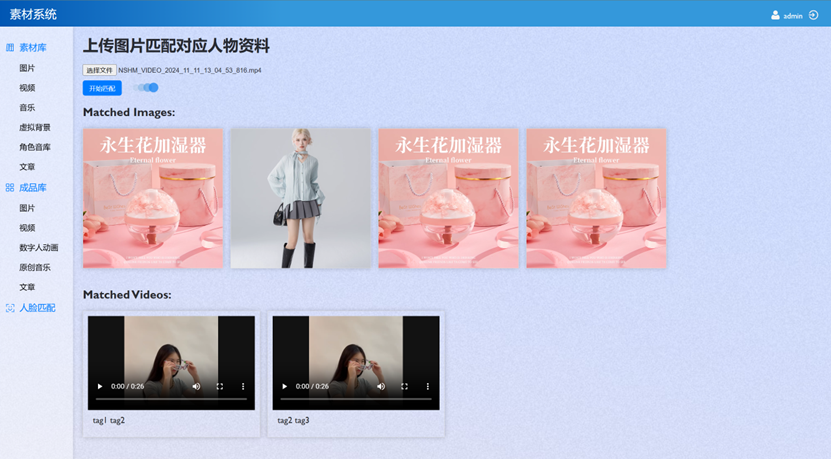 素材系统
admin
素材库
图片
视频
音乐
虚拟背景
角色音库
文章
成品库
图片
视频
数字人动画
原创音乐
文章
人脸匹配
上传图片匹配对应人物资料
选择文件 NSHM_VIDEO_2024_11_11_13_04_53_816.mp4
开始匹配
Matched Images:
永生花加湿器
Eternal flower
永生花加湿器
Eternal flower
永生花加湿器
Eternal flower
Matched Videos:
0:00 / 0:26
tag1 tag2
0:00 / 0:26
tag2 tag3